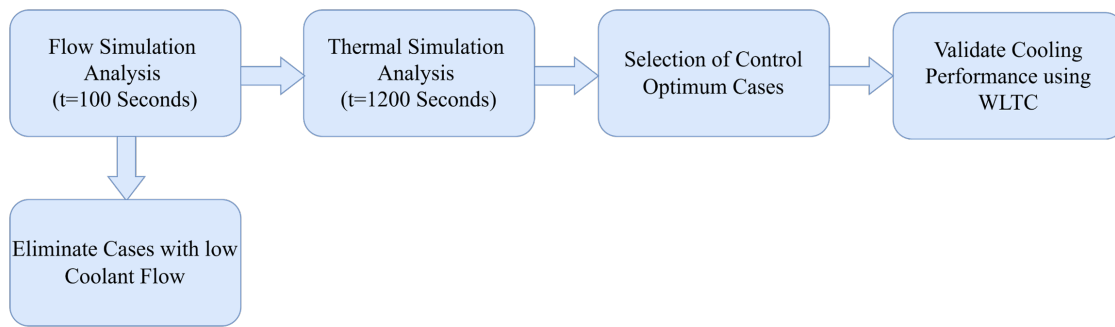 Flow Simulation
Analysis
(t=100 Seconds)
Thermal Simulation
Analysis
(t=1200 Seconds)
Selection of Control
Optimum Cases
Validate Cooling
Performance using
WLTC
Eliminate Cases with low
Coolant Flow